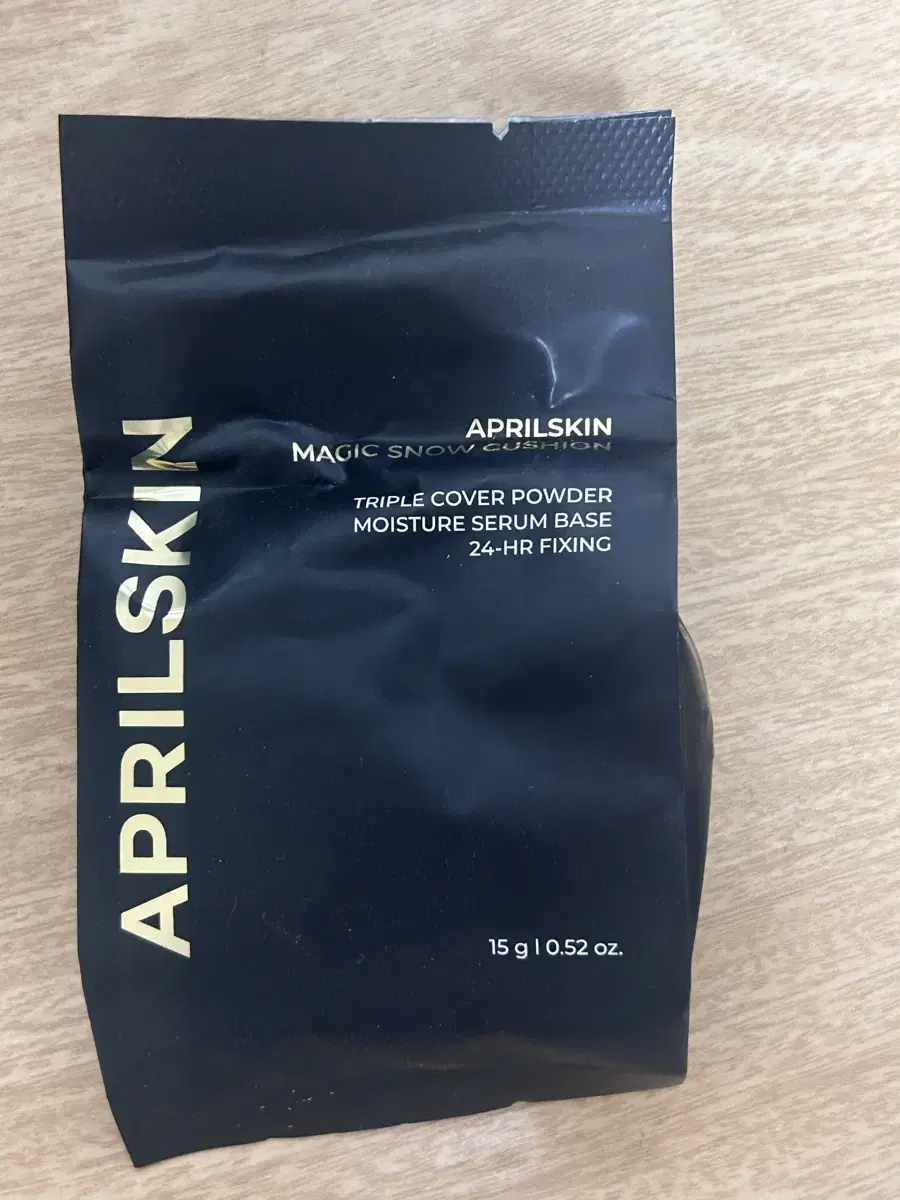 APRILSKIN
APRILSKIN
MAGIC SNOW CUSHION
TRIPLE COVER POWDER
MOISTURE SERUM BASE
24-HR FIXING
15 g | 0.52 oz.